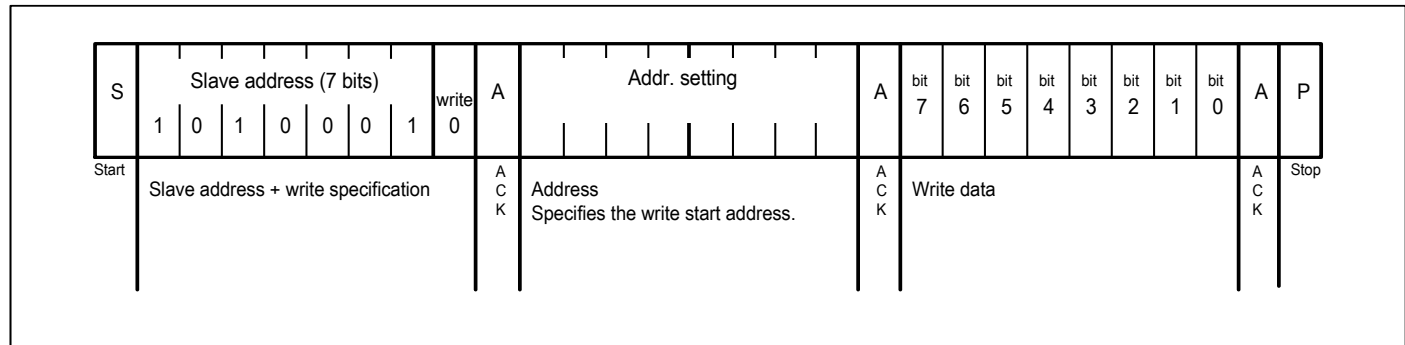 S Slave address (7 bits) write A Addr. setting A bit bit bit bit bit bit bit bit A P
1 0 1 0 0 0 1 0 7 6 5 4 3 2 1 0
Start A C K A C K A C K Stop
Slave address + write specification Address Write data
Specifies the write start address.